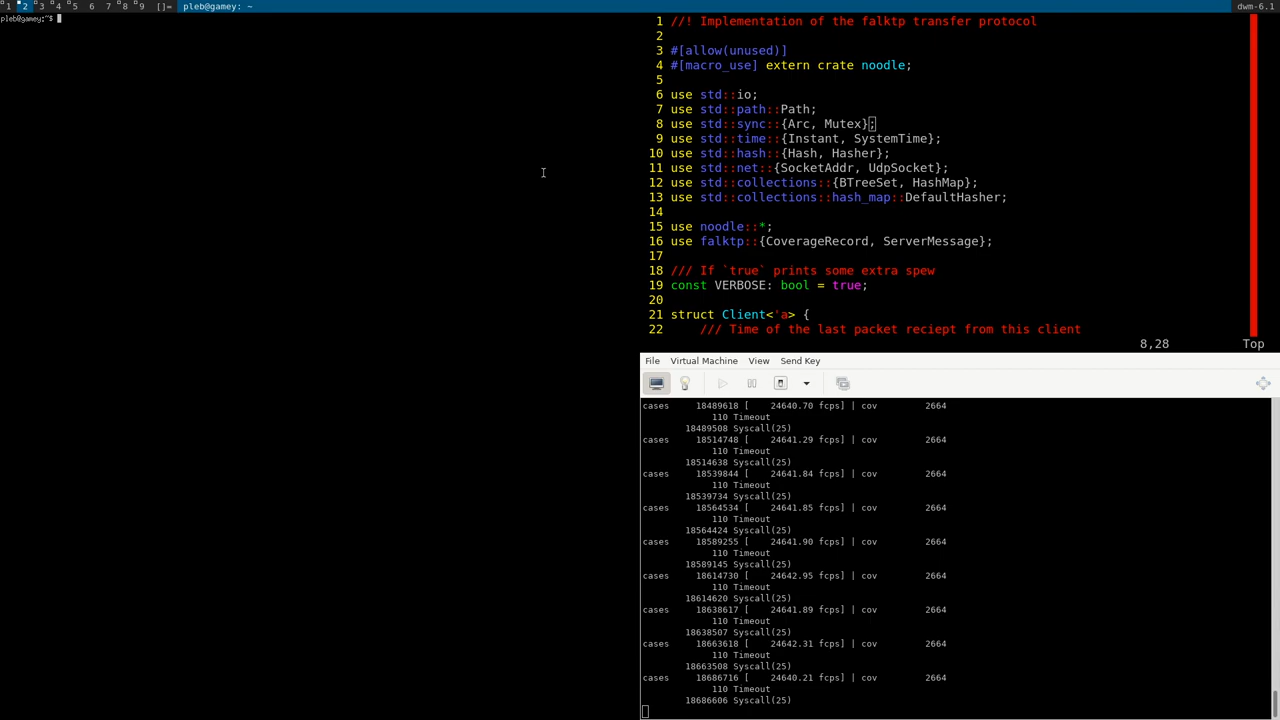 1 2 3 4 5 6 7 8 9 []= pleb@gamey: ~ dwm-6.1
pleb@gamey:~$
1 //! Implementation of the falktp transfer protocol
2
3 #[allow(unused)]
4 #[macro_use] extern crate noodle;
5
6 use std::io;
7 use std::path::Path;
8 use std::sync::{Arc, Mutex};
9 use std::time::{Instant, SystemTime};
10 use std::hash::{Hash, Hasher};
11 use std::net::{SocketAddr, UdpSocket};
12 use std::collections::{BTreeSet, HashMap};
13 use std::collections::hash_map::DefaultHasher;
14
15 use noodle::*;
16 use falktp::{CoverageRecord, ServerMessage};
17
18 /// If `true` prints some extra spew
19 const VERBOSE: bool = true;
20
21 struct Client<'a> {
22 /// Time of the last packet reciept from this client
8,28 Top
File Virtual Machine View Send Key
cases 18489618 [ 24640.70 fcps] | cov 2664
110 Timeout
18489508 Syscall(25)
cases 18514748 [ 24641.29 fcps] | cov 2664
110 Timeout
18514638 Syscall(25)
cases 18539844 [ 24641.84 fcps] | cov 2664
110 Timeout
18539734 Syscall(25)
cases 18564534 [ 24641.85 fcps] | cov 2664
110 Timeout
18564424 Syscall(25)
cases 18589255 [ 24641.90 fcps] | cov 2664
110 Timeout
18589145 Syscall(25)
cases 18614730 [ 24642.95 fcps] | cov 2664
110 Timeout
18614620 Syscall(25)
cases 18638617 [ 24641.89 fcps] | cov 2664
110 Timeout
18638507 Syscall(25)
cases 18663618 [ 24642.31 fcps] | cov 2664
110 Timeout
18663508 Syscall(25)
cases 18686716 [ 24640.21 fcps] | cov 2664
110 Timeout
18686606 Syscall(25)